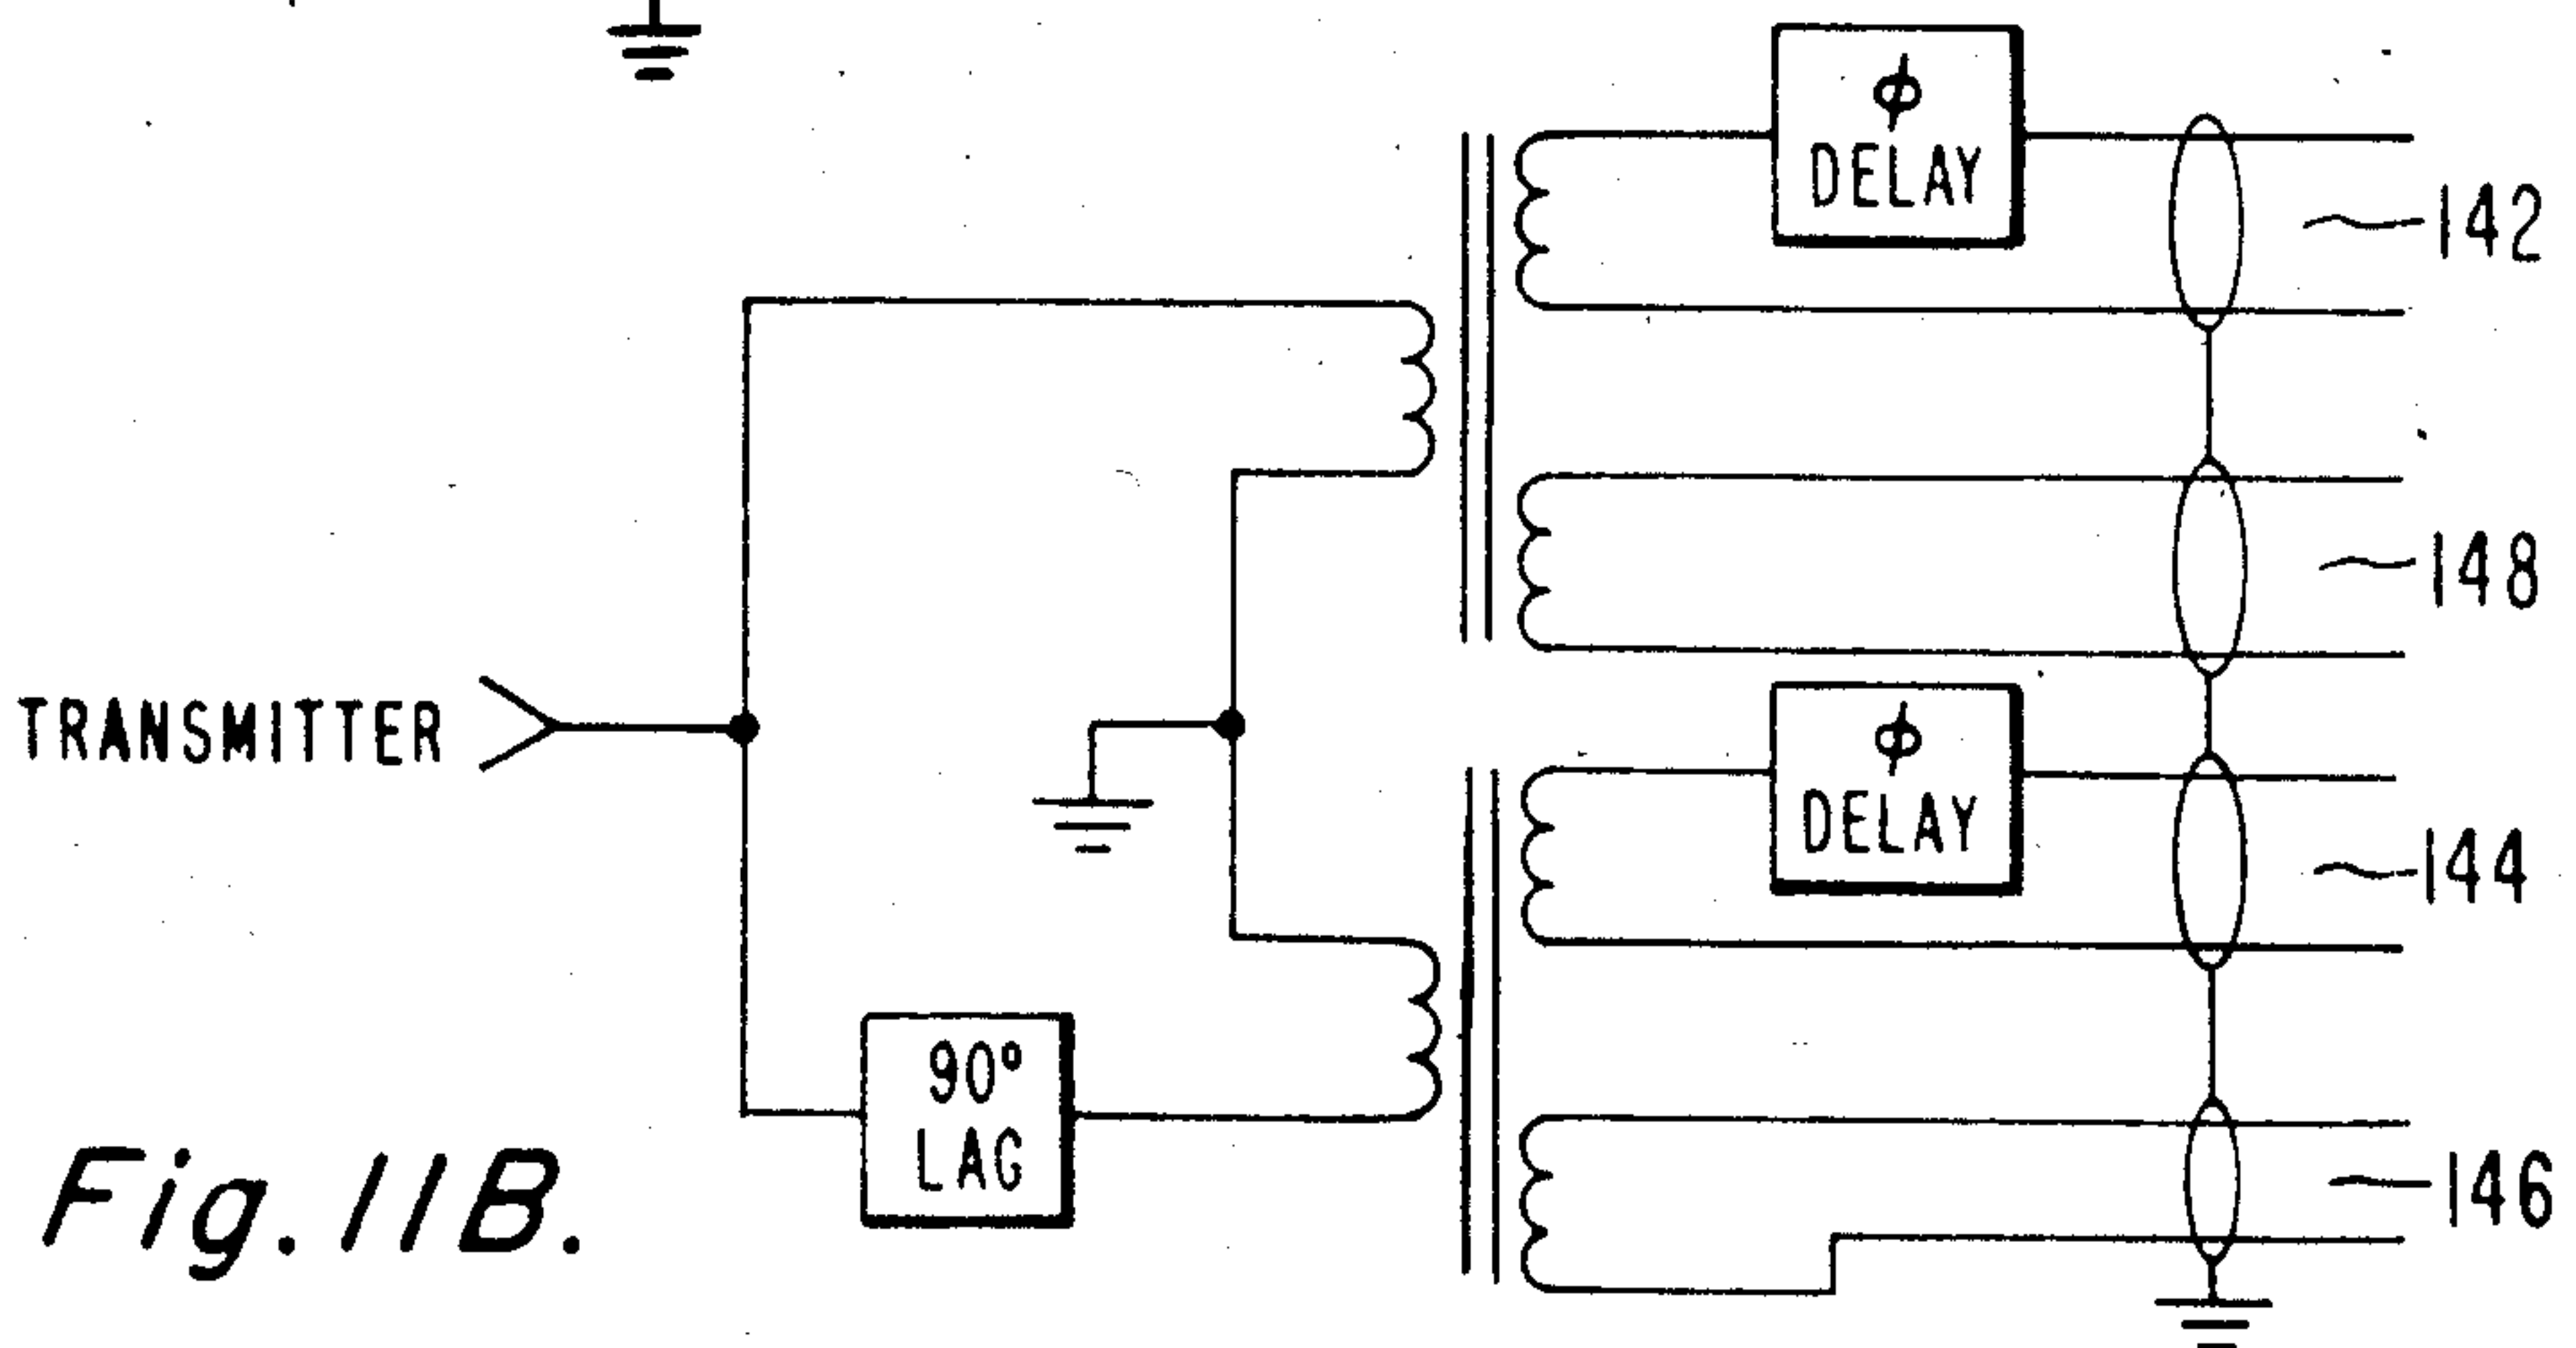 ϕ
DELAY
142
148
TRANSMITTER
ϕ
DELAY
144
90°
LAG
146
Fig. 11B.